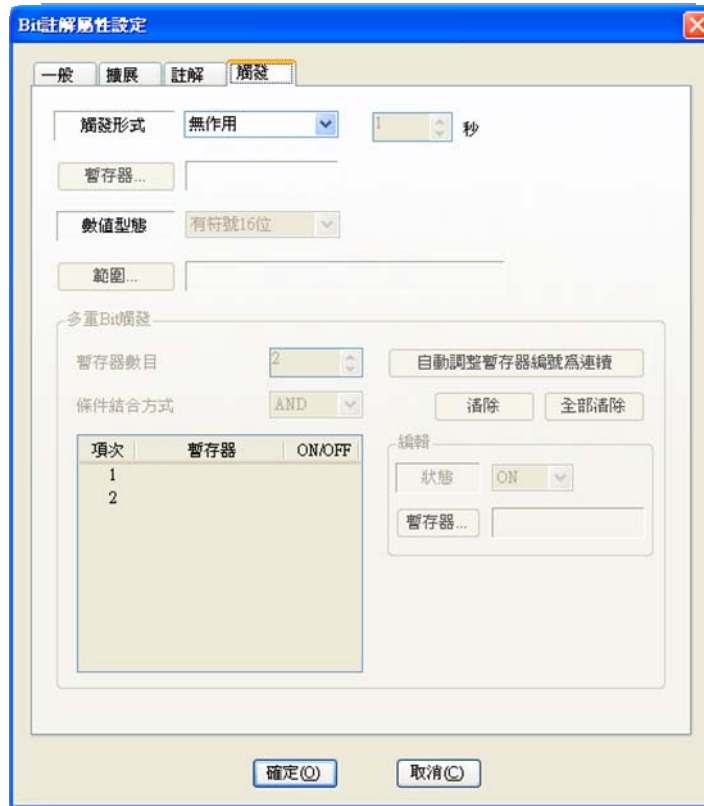 Bit註解屬性設定
一般 擴展 註解 觸發
觸發形式 無作用 1 秒
暫存器...
數值型態 有符號16位
範圍...
多重Bit觸發
暫存器數目 2 自動調整暫存器編號為連續
條件結合方式 AND 清除 全部清除
項次 暫存器 ON/OFF
1
2
編輯
狀態 ON
暫存器...
確定(O) 取消(C)